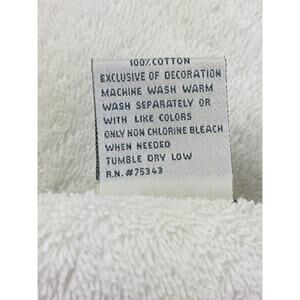 100% COTTON
EXCLUSIVE OF DECORATION
MACHINE WASH WARM
WASH SEPARATELY OR
WITH LIKE COLORS
ONLY NON CHLORINE BLEACH
WHEN NEEDED
TUMBLE DRY LOW
R.N. #75343